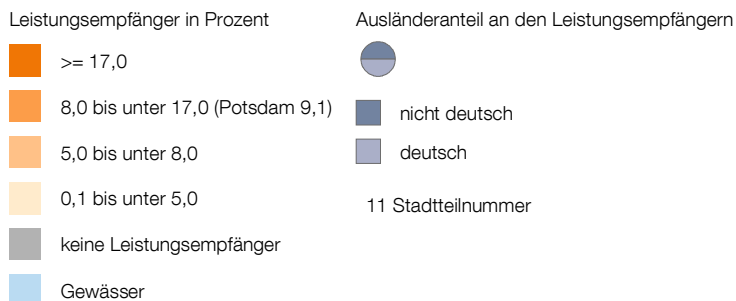 Leistungsempfänger in Prozent
>= 17,0
8,0 bis unter 17,0 (Potsdam 9,1)
5,0 bis unter 8,0
0,1 bis unter 5,0
keine Leistungsempfänger
Gewässer
Ausländeranteil an den Leistungsempfängern
nicht deutsch
deutsch
11 Stadtteilnummer